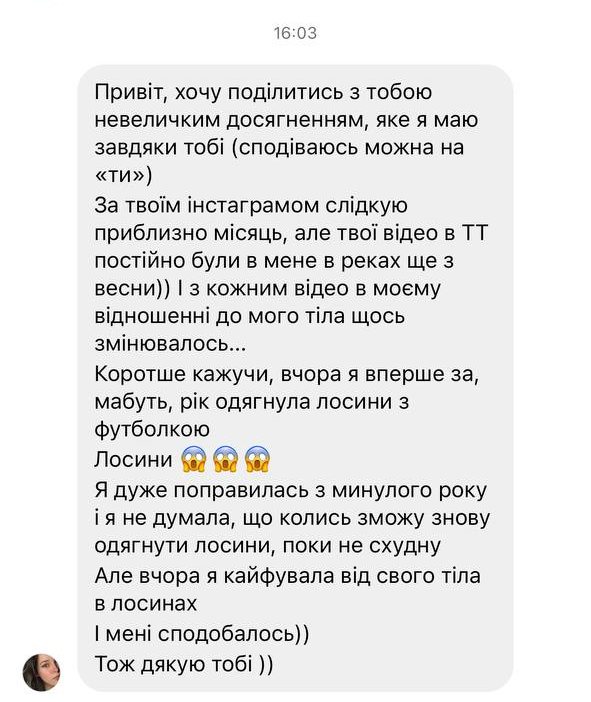 16:03
Привіт, хочу поділитись з тобою
невеличким досягненням, яке я маю
завдяки тобі (сподіваюсь можна на
«ти»)
За твоїм інстаграмом слідкую
приблизно місяць, але твої відео в ТТ
постійно були в мене в реках ще з
весни)) І з кожним відео в моєму
відношенні до мого тіла щось
змінювалось...
Коротше кажучи, вчора я вперше за,
мабуть, рік одягнула лосини з
футболкою
Лосини 😱 😱 😱
Я дуже поправилась з минулого року
і я не думала, що колись зможу знову
одягнути лосини, поки не схудну
Але вчора я кайфувала від свого тіла
в лосинах
І мені сподобалось))
Тож дякую тобі ))